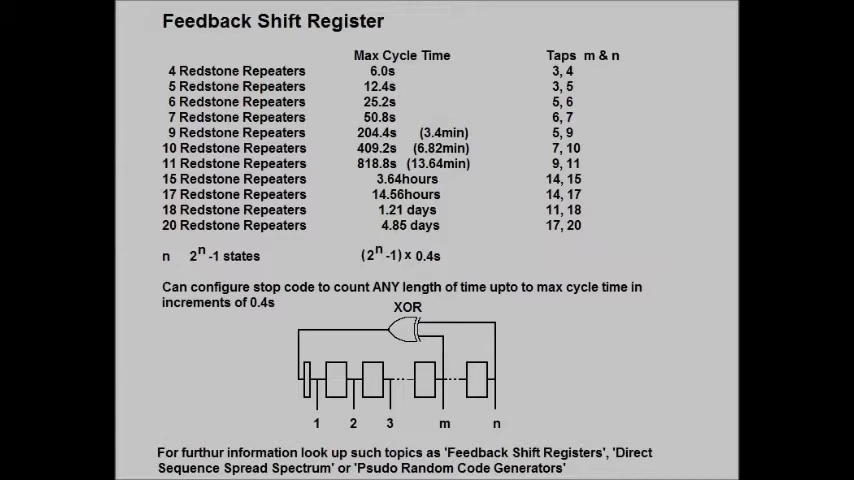 Feedback Shift Register
Max Cycle Time Taps m & n
4 Redstone Repeaters 6.0s 3, 4
5 Redstone Repeaters 12.4s 3, 5
6 Redstone Repeaters 25.2s 5, 6
7 Redstone Repeaters 50.8s 6, 7
9 Redstone Repeaters 204.4s (3.4min) 5, 9
10 Redstone Repeaters 409.2s (6.82min) 7, 10
11 Redstone Repeaters 818.8s (13.64min) 9, 11
15 Redstone Repeaters 3.64hours 14, 15
17 Redstone Repeaters 14.56hours 14, 17
18 Redstone Repeaters 1.21 days 11, 18
20 Redstone Repeaters 4.85 days 17, 20
n 2^n -1 states (2^n -1) x 0.4s
Can configure stop code to count ANY length of time upto to max cycle time in
increments of 0.4s
XOR
1 2 3 m n
For furthur information look up such topics as 'Feedback Shift Registers', 'Direct
Sequence Spread Spectrum' or 'Psudo Random Code Generators'